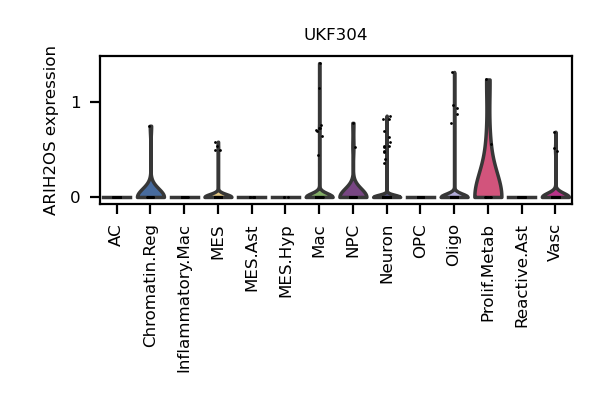 UKF304
ARIH2OS expression
1
0
AC
Chromatin.Reg
Inflammatory.Mac
MES
MES.Ast
MES.Hyp
Mac
NPC
Neuron
OPC
Oligo
Prolif.Metab
Reactive.Ast
Vasc